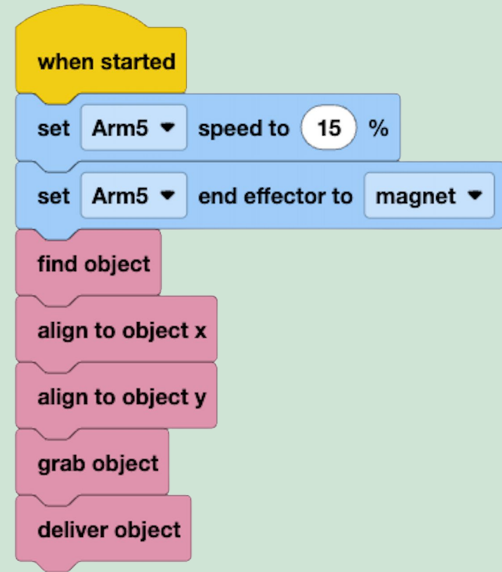 when started
set Arm5 speed to 15 %
set Arm5 end effector to magnet
find object
align to object x
align to object y
grab object
deliver object